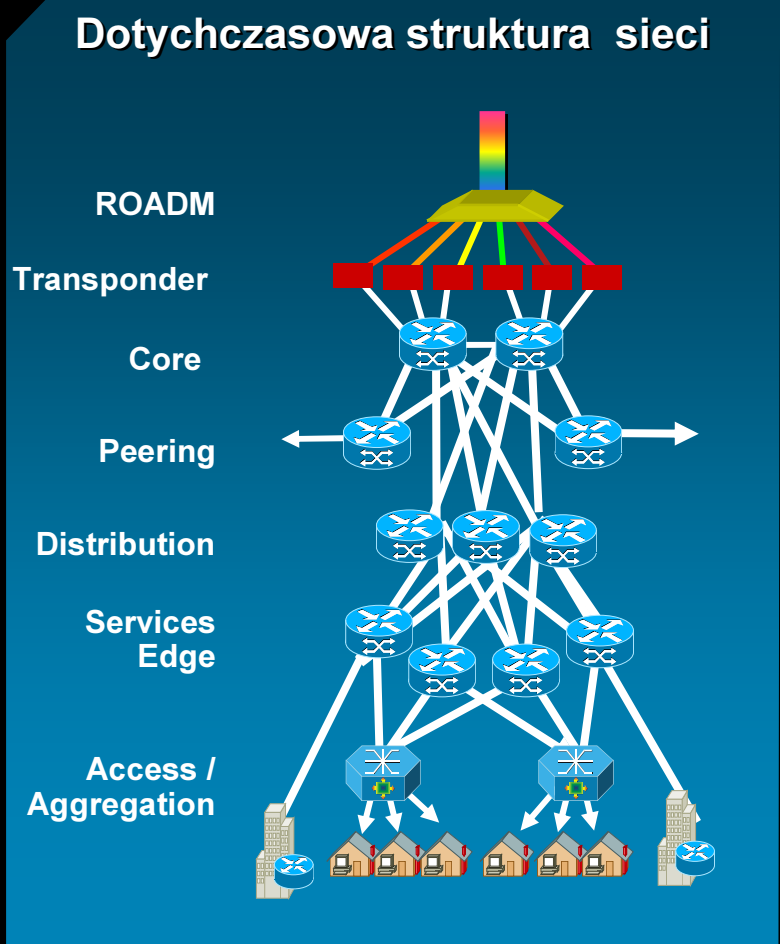 Dotychczasowa struktura sieci
ROADM
Transponder
Core
Peering
Distribution
Services
Edge
Access /
Aggregation